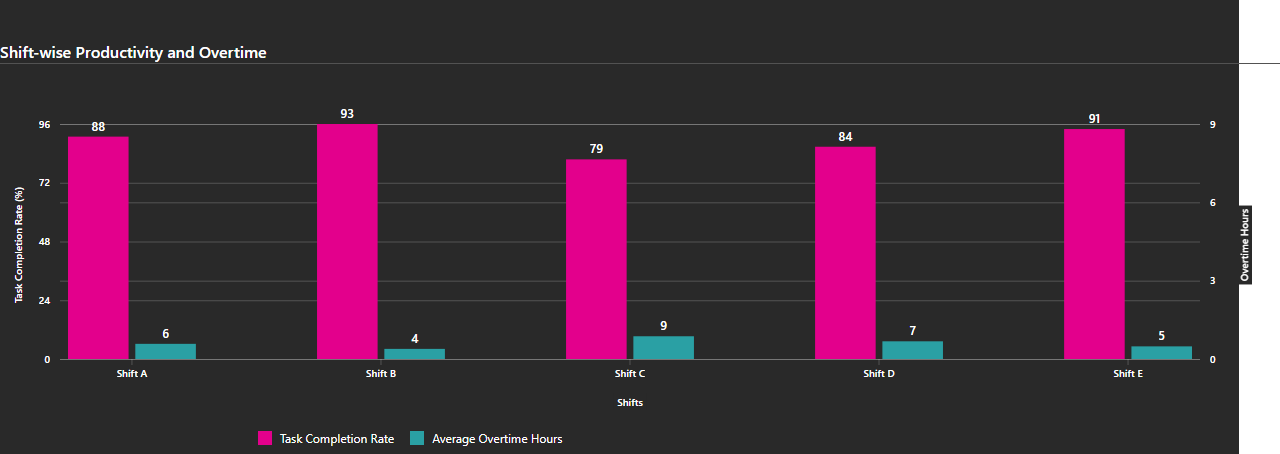 Shift-wise Productivity and Overtime
93
88
91
84
79
96
72
48
24
0
9
6
3
0
6
4
9
7
5
Task Completion Rate (%)
Overtime Hours
Shift A
Shift B
Shift C
Shift D
Shift E
Shifts
Task Completion Rate
Average Overtime Hours